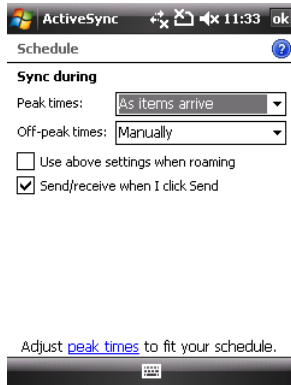 ActiveSync 11:33 ok
Schedule ?
Sync during
Peak times: As items arrive
Off-peak times: Manually
Use above settings when roaming
Send/receive when I click Send
Adjust peak times to fit your schedule.